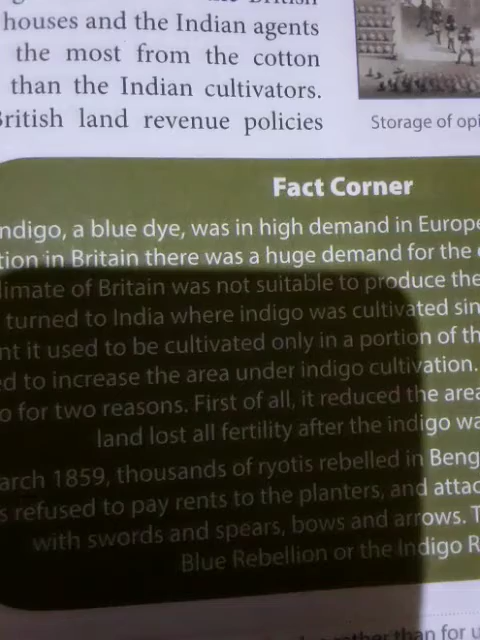 houses and the Indian agents
the most from the cotton
than the Indian cultivators.
British land revenue policies
Storage of opi
Fact Corner
ndigo, a blue dye, was in high demand in Europe
tion in Britain there was a huge demand for the
limate of Britain was not suitable to produce the
turned to India where indigo was cultivated sin
nt it used to be cultivated only in a portion of th
ed to increase the area under indigo cultivation.
o for two reasons. First of all, it reduced the area
land lost all fertility after the indigo wa
arch 1859, thousands of ryotis rebelled in Beng
s refused to pay rents to the planters, and attac
with swords and spears, bows and arrows. T
Blue Rebellion or the Indigo R
than for u